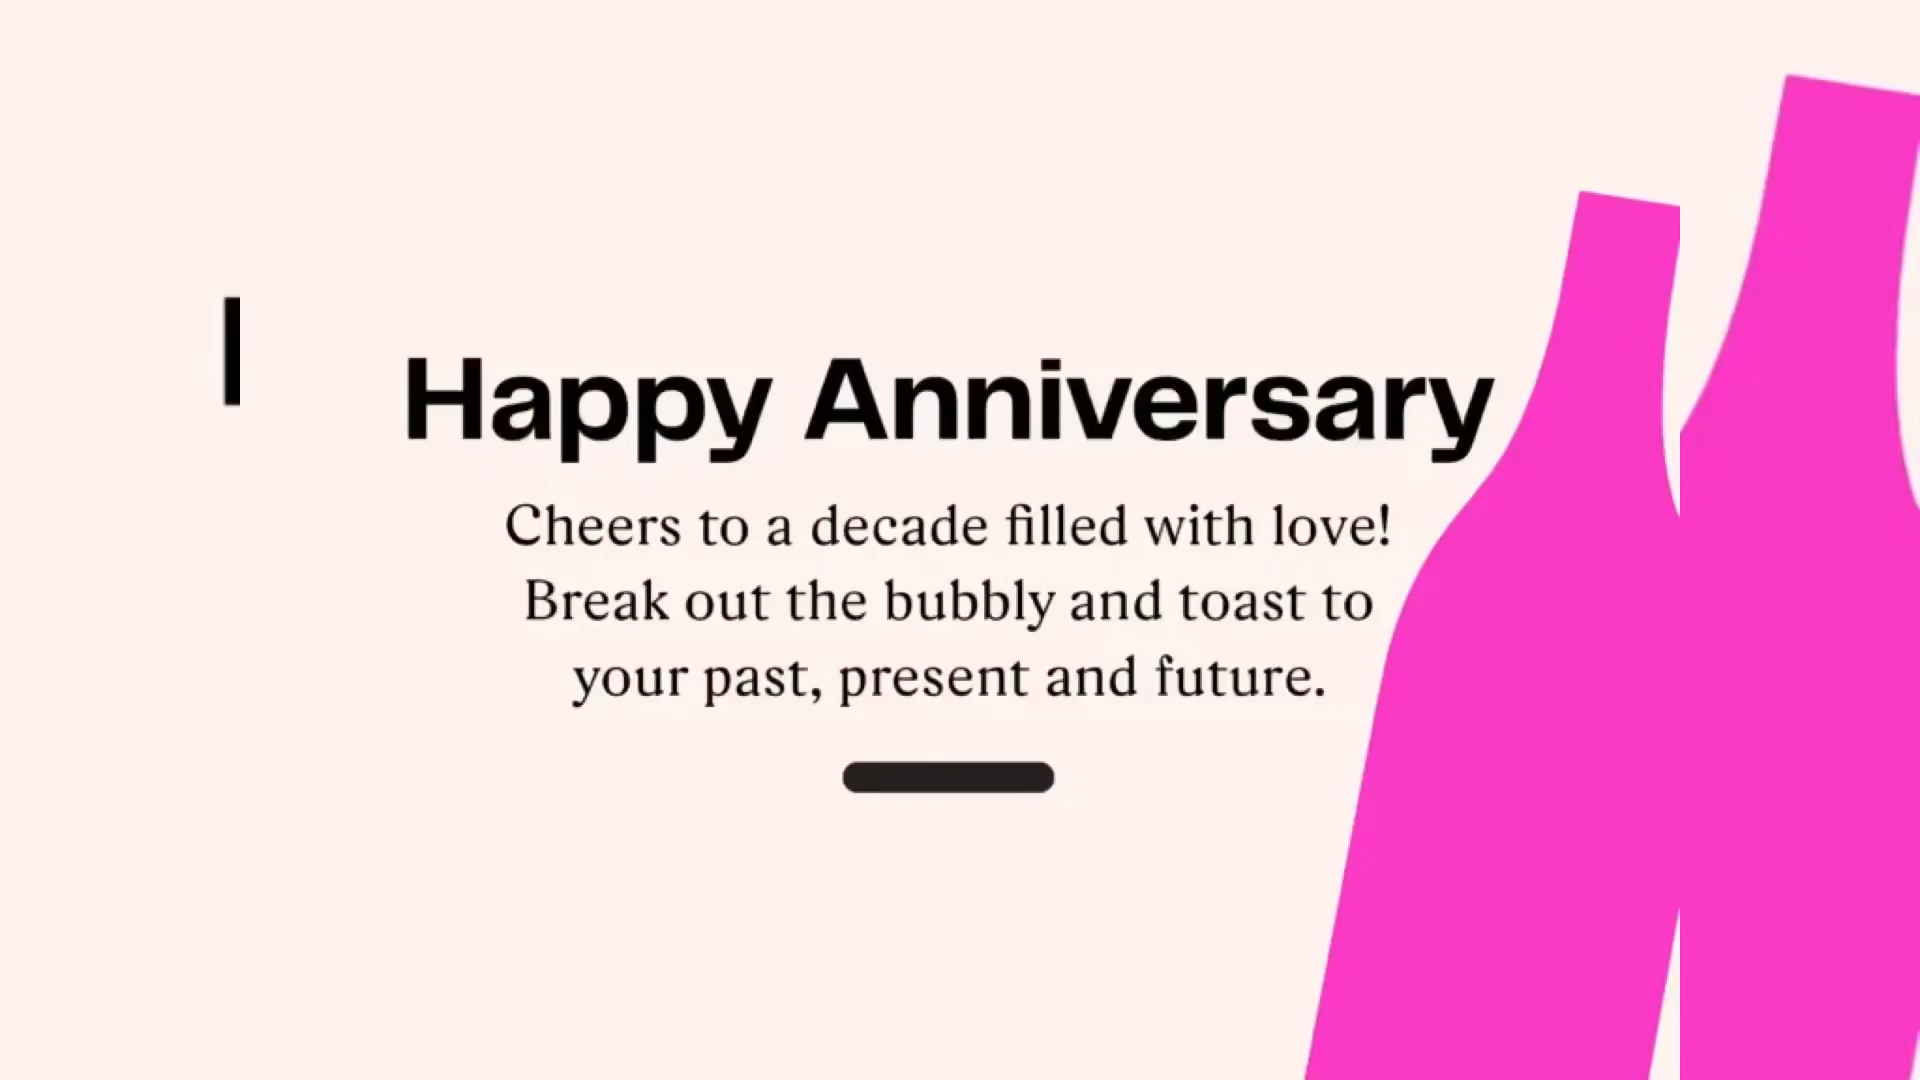 Happy Anniversary
Cheers to a decade filled with love!
Break out the bubbly and toast to
your past, present and future.